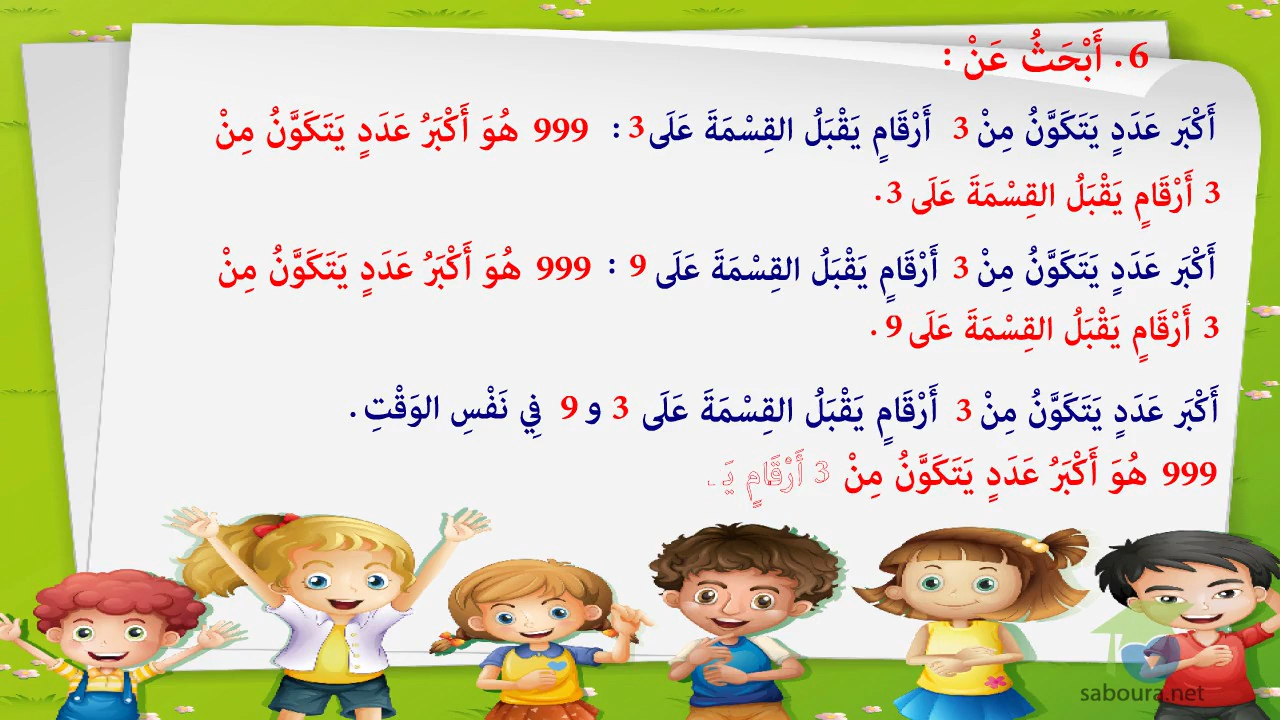 6. أَبْحَثُ عَنْ :
أَكْبَر عَدَدٍ يَتَكَوَّنُ مِنْ 3 أَرْقَامٍ يَقْبَلُ القِسْمَةَ عَلَى 3 : 999 هُوَ أَكْبَرُ عَدَدٍ يَتَكَوَّنُ مِنْ
3 أَرْقَامٍ يَقْبَلُ القِسْمَةَ عَلَى 3.
أَكْبَر عَدَدٍ يَتَكَوَّنُ مِنْ 3 أَرْقَامٍ يَقْبَلُ القِسْمَةَ عَلَى 9 : 999 هُوَ أَكْبَرُ عَدَدٍ يَتَكَوَّنُ مِنْ
3 أَرْقَامٍ يَقْبَلُ القِسْمَةَ عَلَى 9.
أَكْبَر عَدَدٍ يَتَكَوَّنُ مِنْ 3 أَرْقَامٍ يَقْبَلُ القِسْمَةَ عَلَى 3 و 9 فِي نَفْسِ الوَقْتِ.
999 هُوَ أَكْبَرُ عَدَدٍ يَتَكَوَّنُ مِنْ 3 أَرْقَامٍ
saboura.net